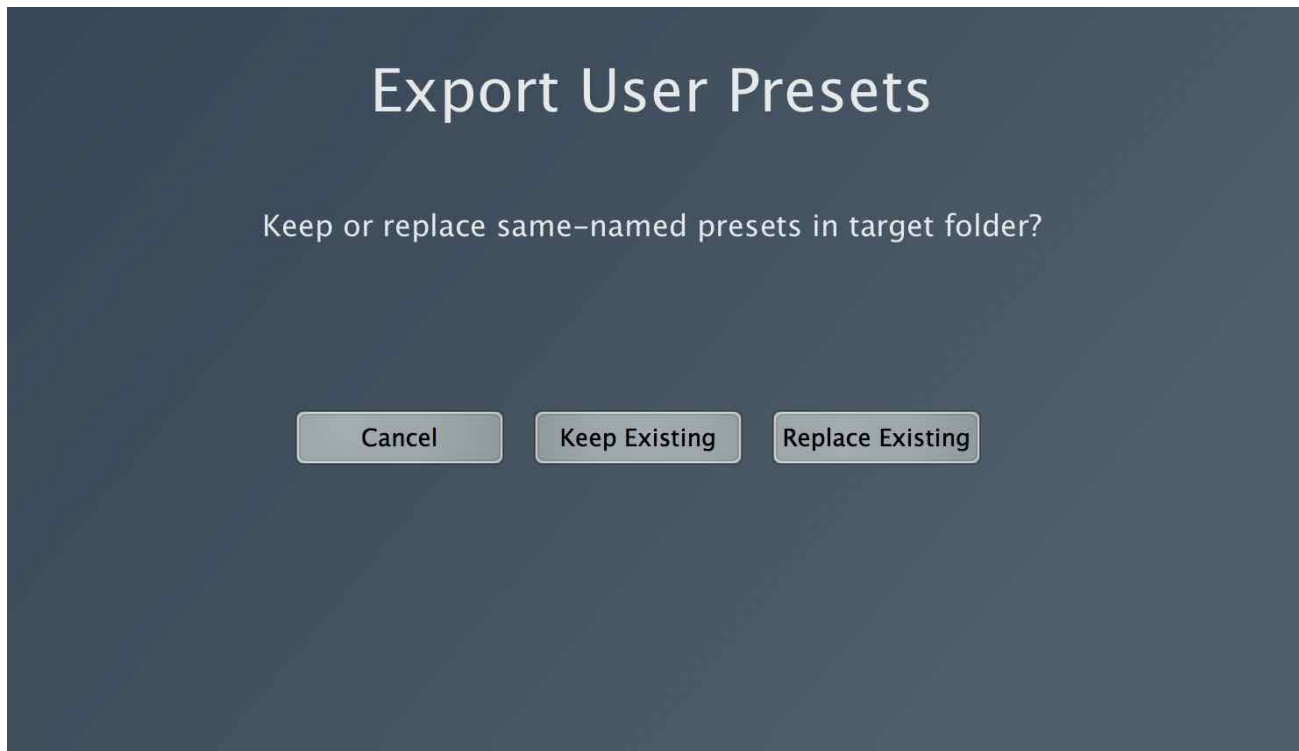 Export User Presets
Keep or replace same-named presets in target folder?
Cancel Keep Existing Replace Existing